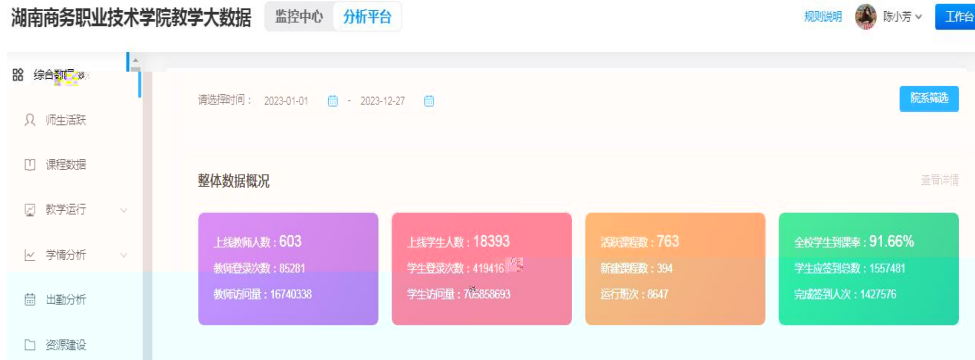 湖南商务职业技术学院教学大数据 监控中心 分析平台 规则说明 陈小芳 工作台
综合数据
请选择时间： 2023-01-01 - 2023-12-27 院系筛选
师生活跃
课程数据
整体数据概况 查看详情
教学运行
上线教师人数：603 上线学生人数：18393 活跃课程数：763 全校学生到课率：91.66%
学情分析
教师登录次数：85281 学生登录次数：419416 新建课程数：394 学生应签到总数：1557481
教师访问量：16740338 学生访问量： 运行班次：8647 完成签到人次：1427576
出勤分析
资源建设